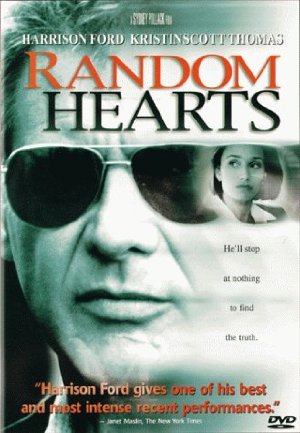 A SYDNEY POLLACK FILM
HARRISON FORD KRISTIN SCOTT THOMAS
RANDOM
HEARTS
He'll stop
at nothing
to find
the truth.
"Harrison Ford gives one of his best
and most intense recent performances."
– Janet Maslin, The New York Times
DVD